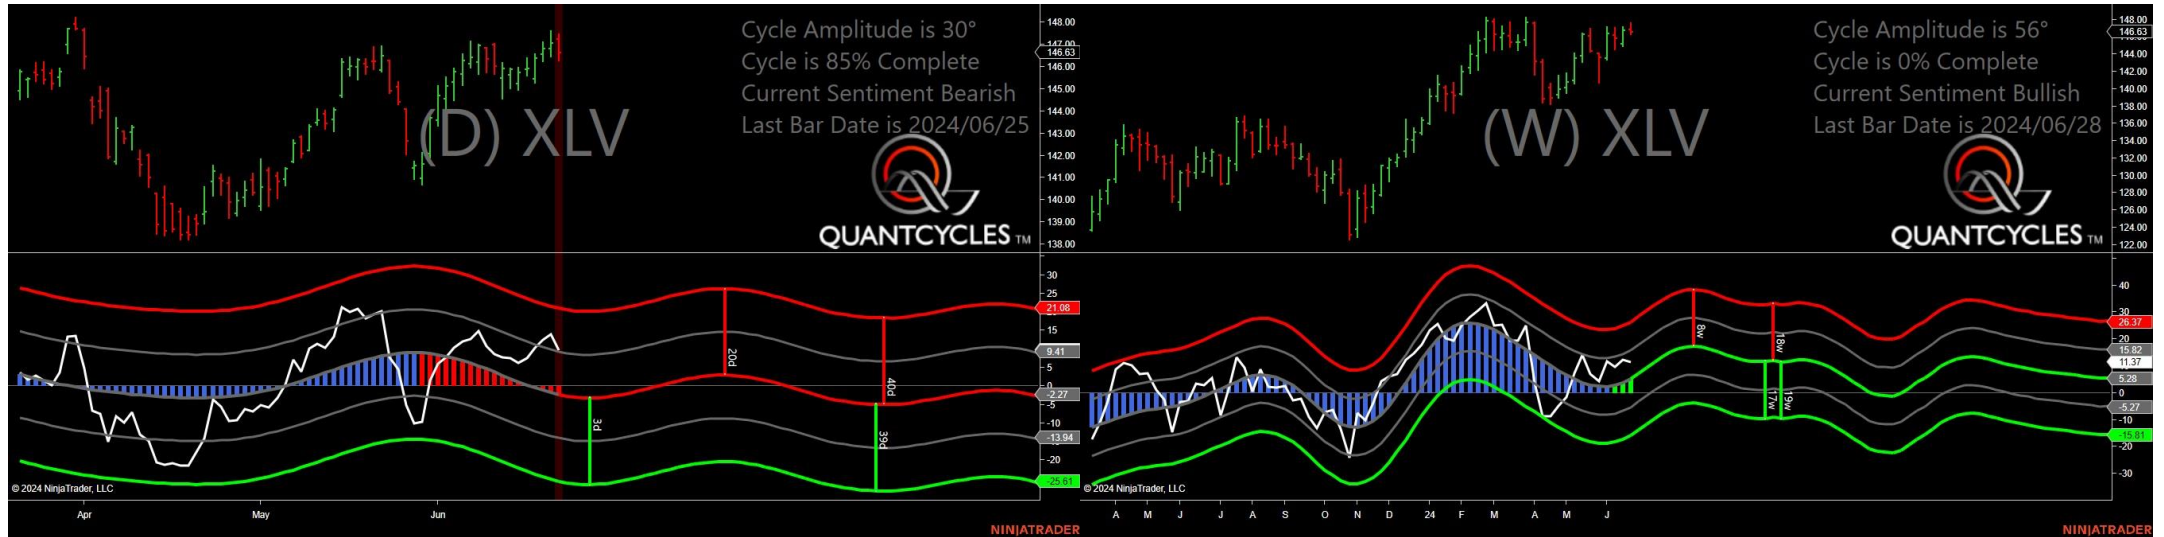 Cycle Amplitude is 30°
Cycle is 85% Complete
Current Sentiment Bearish
Last Bar Date is 2024/06/25
(D) XLV
QUANTCYCLES TM
148.00
147.00
146.63
146.00
145.00
144.00
143.00
142.00
141.00
140.00
139.00
138.00
30
25
21.08
15
9.41
5
0
-2.27
-5
-10
-13.94
-20
-25.61
20d
40d
3d
39d
© 2024 NinjaTrader, LLC
Apr
May
Jun
NINJATRADER
Cycle Amplitude is 56°
Cycle is 0% Complete
Current Sentiment Bullish
Last Bar Date is 2024/06/28
(W) XLV
QUANTCYCLES TM
148.00
146.63
144.00
142.00
140.00
138.00
136.00
134.00
132.00
130.00
128.00
126.00
124.00
122.00
40
30
26.37
20
15.82
11.37
5.28
0
-5.27
-10
-15.81
-20
-30
8w
18w
17w
19w
© 2024 NinjaTrader, LLC
A M J J A S O N D 24 F M A M J
NINJATRADER